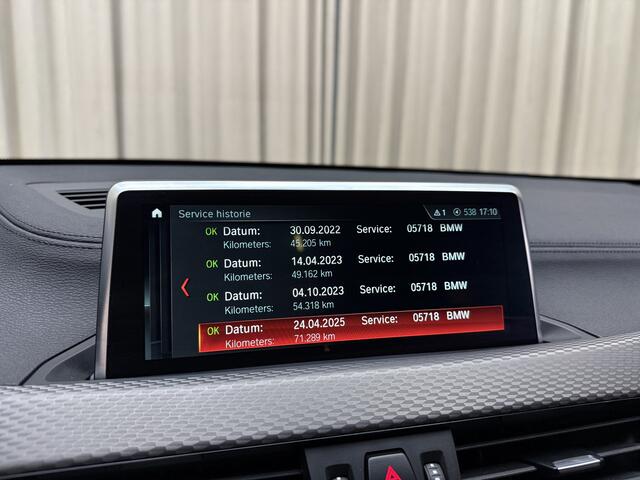 Service historie 1 538 17:10
OK Datum: 30.09.2022 Service: 05718 BMW
Kilometers: 45.205 km
OK Datum: 14.04.2023 Service: 05718 BMW
Kilometers: 49.162 km
OK Datum: 04.10.2023 Service: 05718 BMW
Kilometers: 54.318 km
OK Datum: 24.04.2025 Service: 05718 BMW
Kilometers: 71.289 km